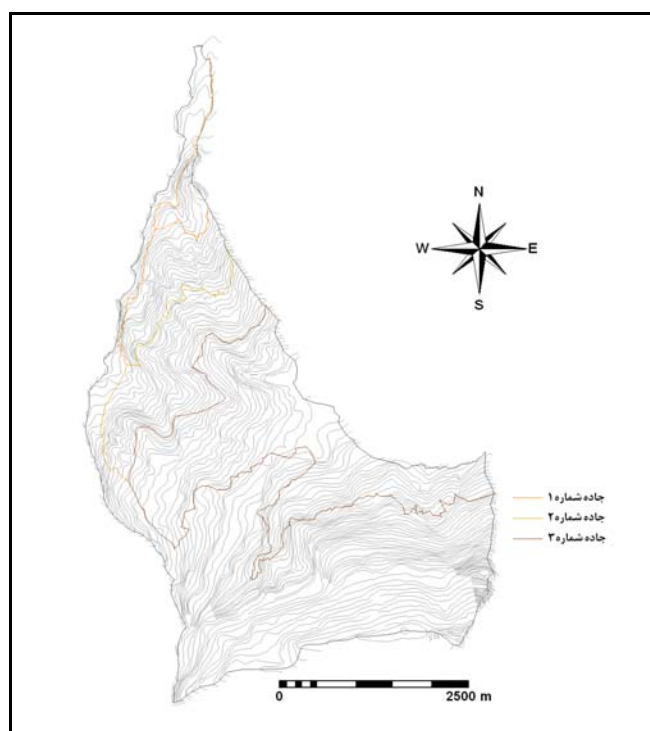 N
W E
S
جاده شماره ۱
جاده شماره ۲
جاده شماره ۳
0 2500 m